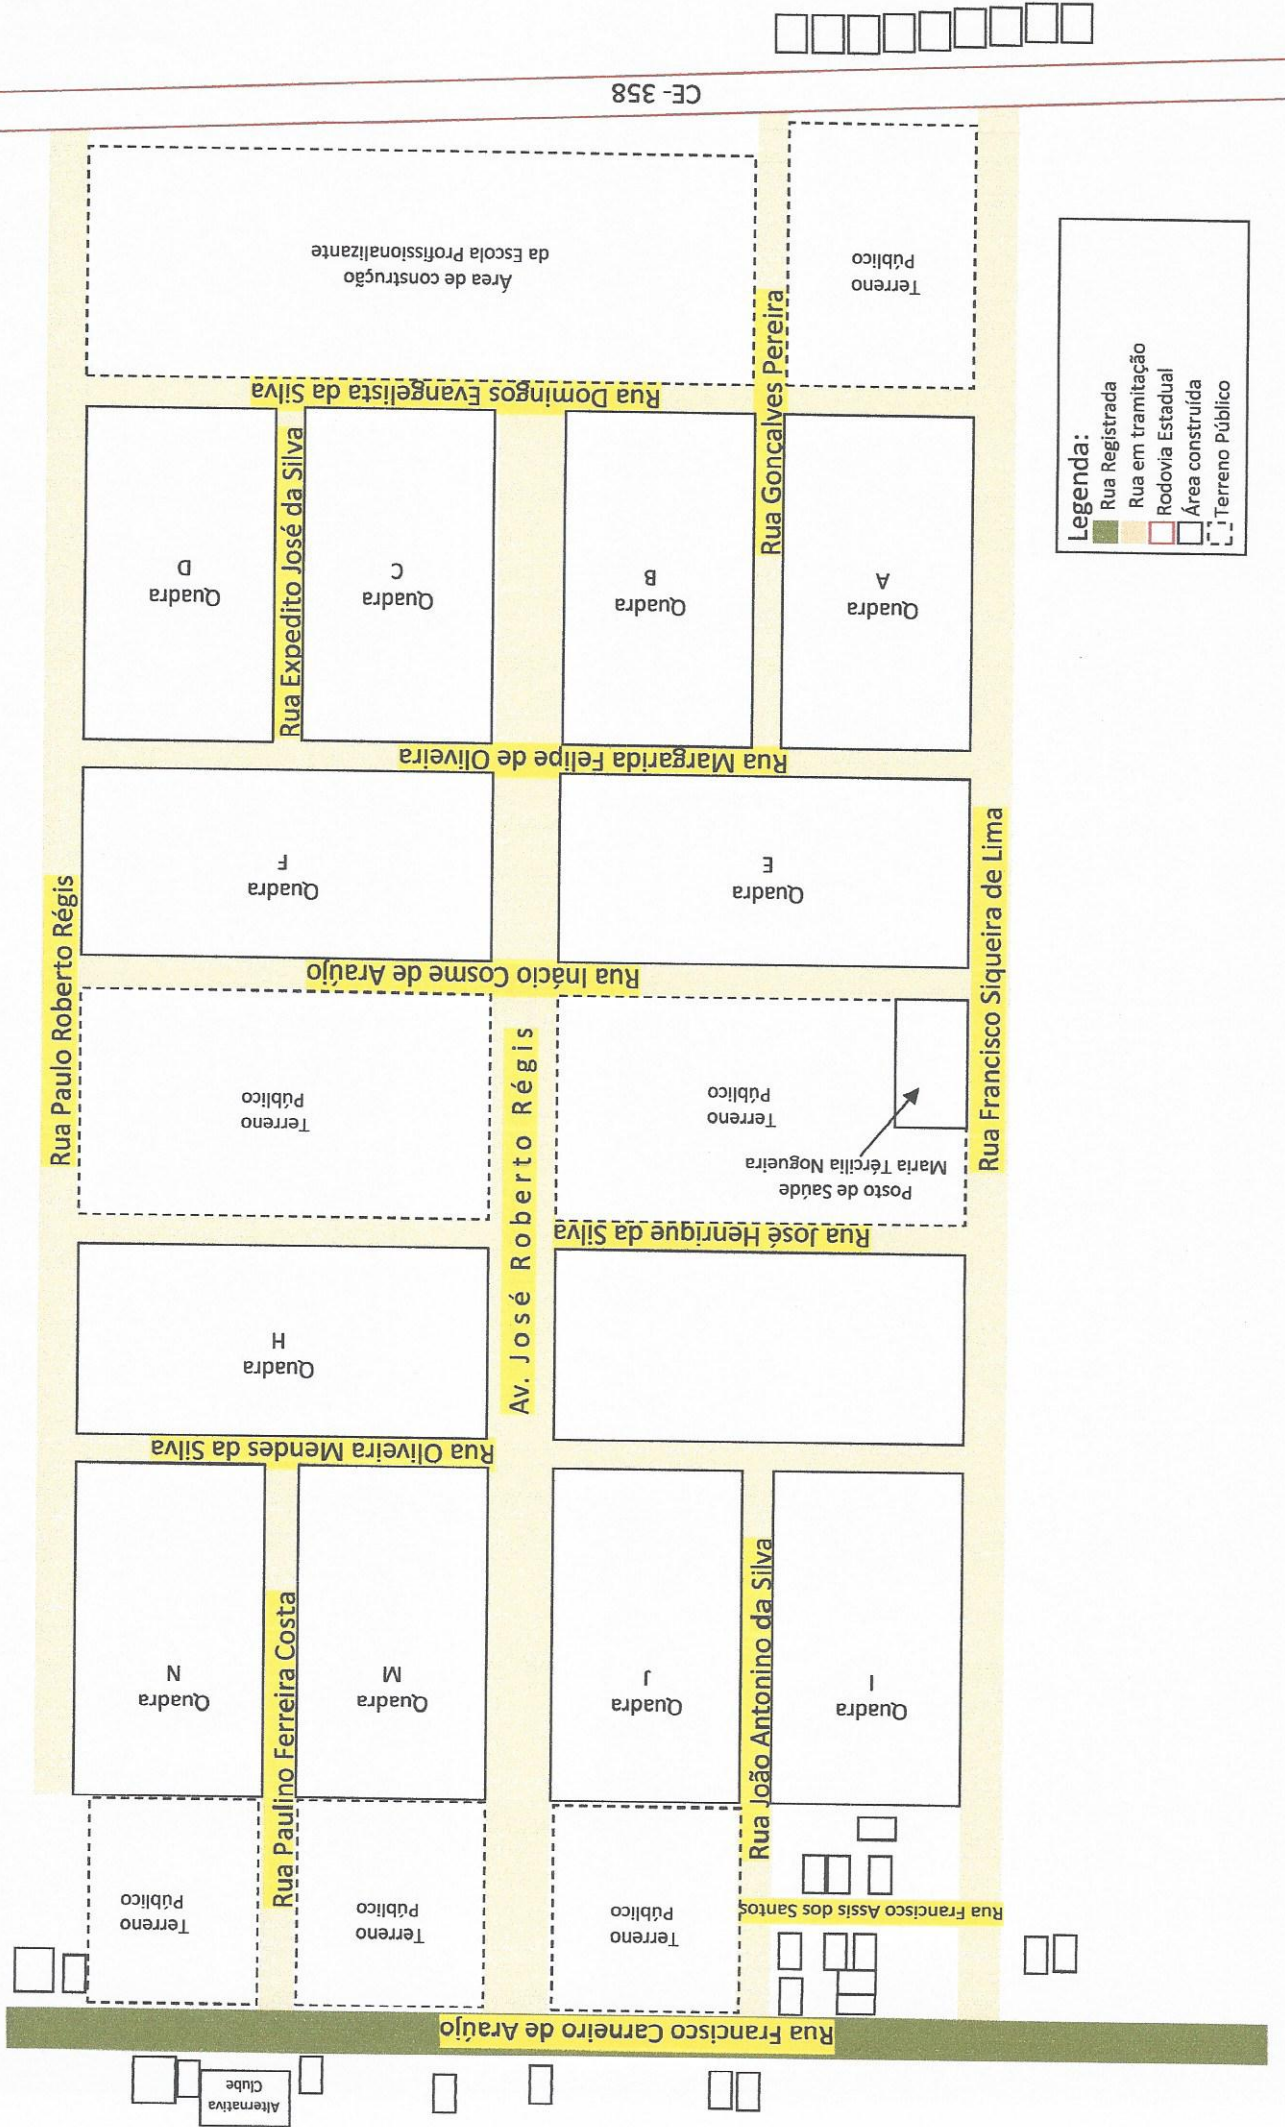 CE- 358
Área de construção
da Escola Profissionalizante
Terreno
Público
Rua Domingos Evangelista da Silva
Rua Gonçalves Pereira
Legenda:
Rua Registrada
Rua em tramitação
Rodovia Estadual
Área construída
Terreno Público
Quadra
D
Rua Expedito José da Silva
Quadra
C
Quadra
B
Quadra
A
Rua Margarida Felipe de Oliveira
Quadra
F
Quadra
E
Rua Paulo Roberto Régis
Rua Francisco Siqueira de Lima
Rua Inácio Cosme de Araújo
Terreno
Público
Av. José Roberto Régis
Terreno
Público
Posto de Saúde
Maria Tércilia Nogueira
Rua José Henrique da Silva
Quadra
H
Rua Oliveira Mendes da Silva
Quadra
N
Rua Paulino Ferreira Costa
Quadra
M
Quadra
J
Rua João Antonino da Silva
Quadra
I
Terreno
Público
Terreno
Público
Terreno
Público
Rua Francisco Assis dos Santos
Rua Francisco Carneiro de Araújo
Alternativa
Clube